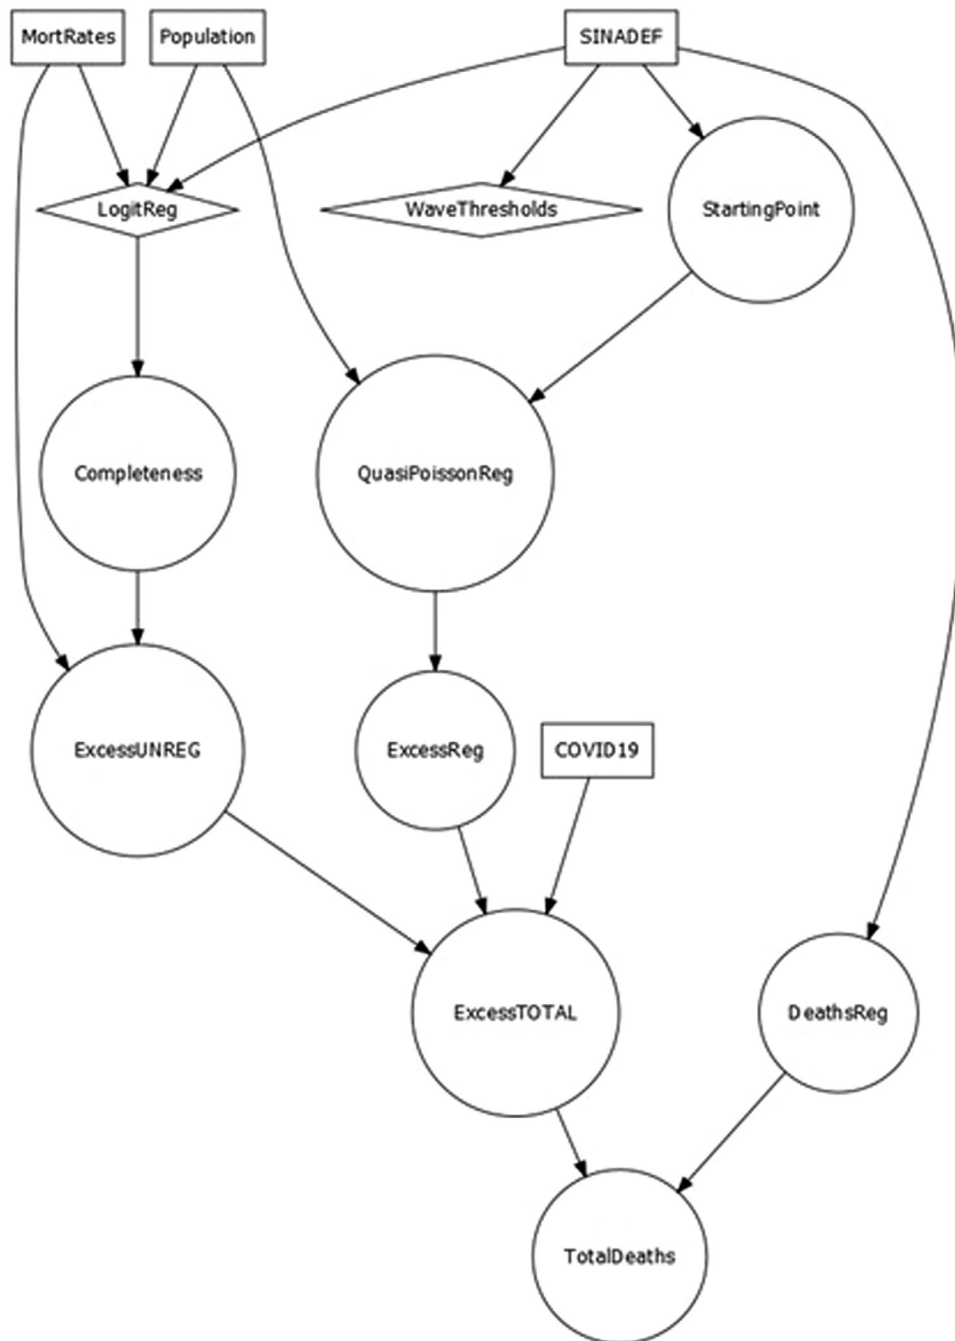 MortRates
Population
SINADEF
LogitReg
WaveThresholds
StartingPoint
Completeness
QuasiPoissonReg
ExcessUNREG
ExcessReg
COVID19
ExcessTOTAL
DeathsReg
TotalDeaths